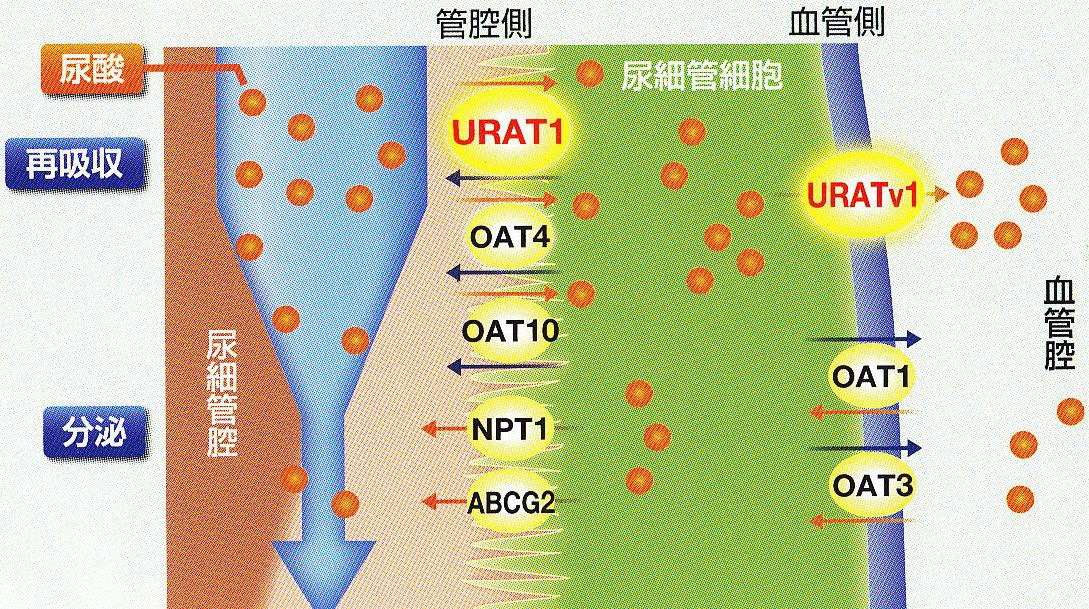 管腔側
血管側
尿酸
尿細管細胞
URAT1
再吸収
URATv1
OAT4
血管腔
OAT10
尿細管腔
OAT1
分泌
NPT1
OAT3
ABCG2